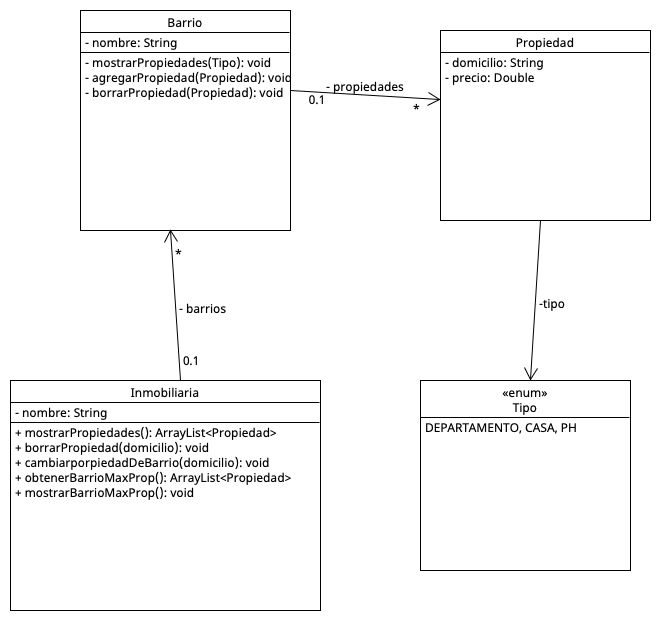 Barrio
- nombre: String
- mostrarPropiedades(Tipo): void
- agregarPropiedad(Propiedad): void
- borrarPropiedad(Propiedad): void
- propiedades
0.1
*
Propiedad
- domicilio: String
- precio: Double
*
- barrios
0.1
-tipo
Inmobiliaria
- nombre: String
+ mostrarPropiedades(): ArrayList<Propiedad>
+ borrarPropiedad(domicilio): void
+ cambiarporpiedadDeBarrio(domicilio): void
+ obtenerBarrioMaxProp(): ArrayList<Propiedad>
+ mostrarBarrioMaxProp(): void
«enum»
Tipo
DEPARTAMENTO, CASA, PH